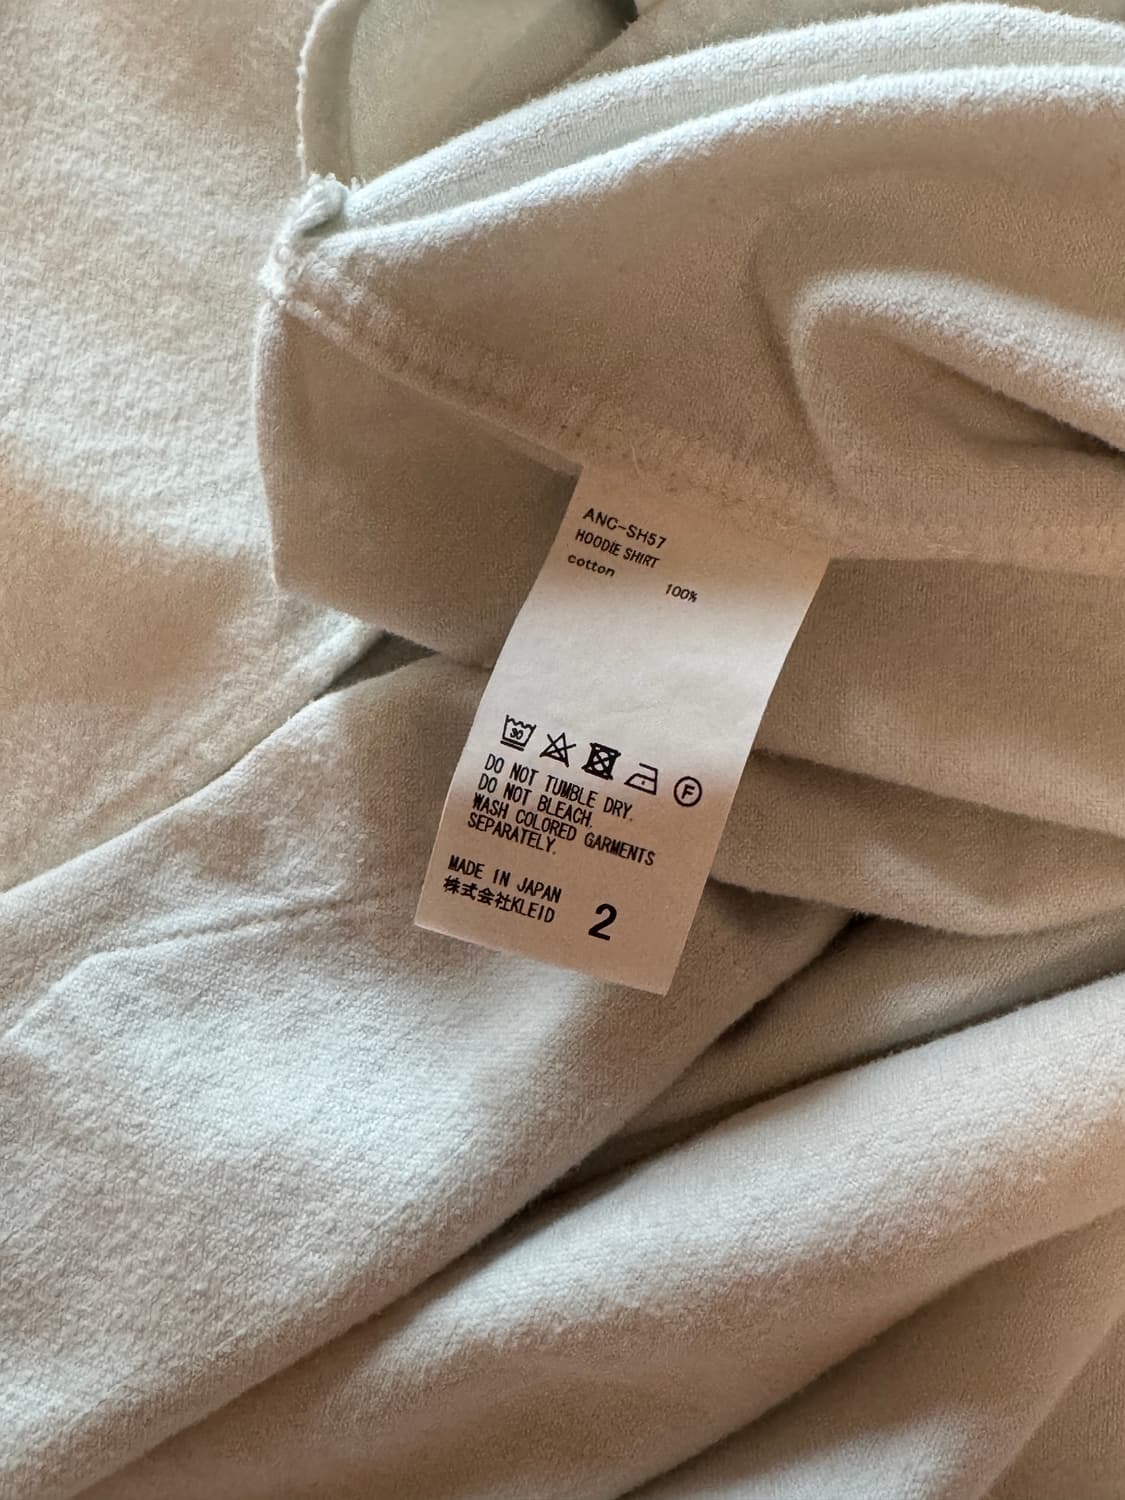 ANC-SH57
HOODIE SHIRT
cotton 100%
30
F
DO NOT TUMBLE DRY.
DO NOT BLEACH.
WASH COLORED GARMENTS
SEPARATELY.
MADE IN JAPAN
株式会社KLEID 2